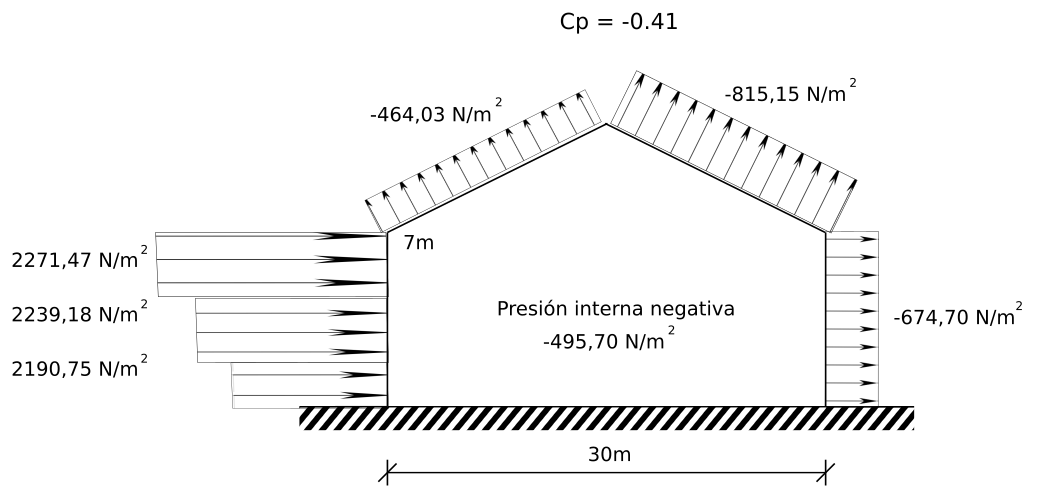 Cp = -0.41
-464,03 N/m²
-815,15 N/m²
7m
2271,47 N/m²
2239,18 N/m²
2190,75 N/m²
Presión interna negativa
-495,70 N/m²
-674,70 N/m²
30m